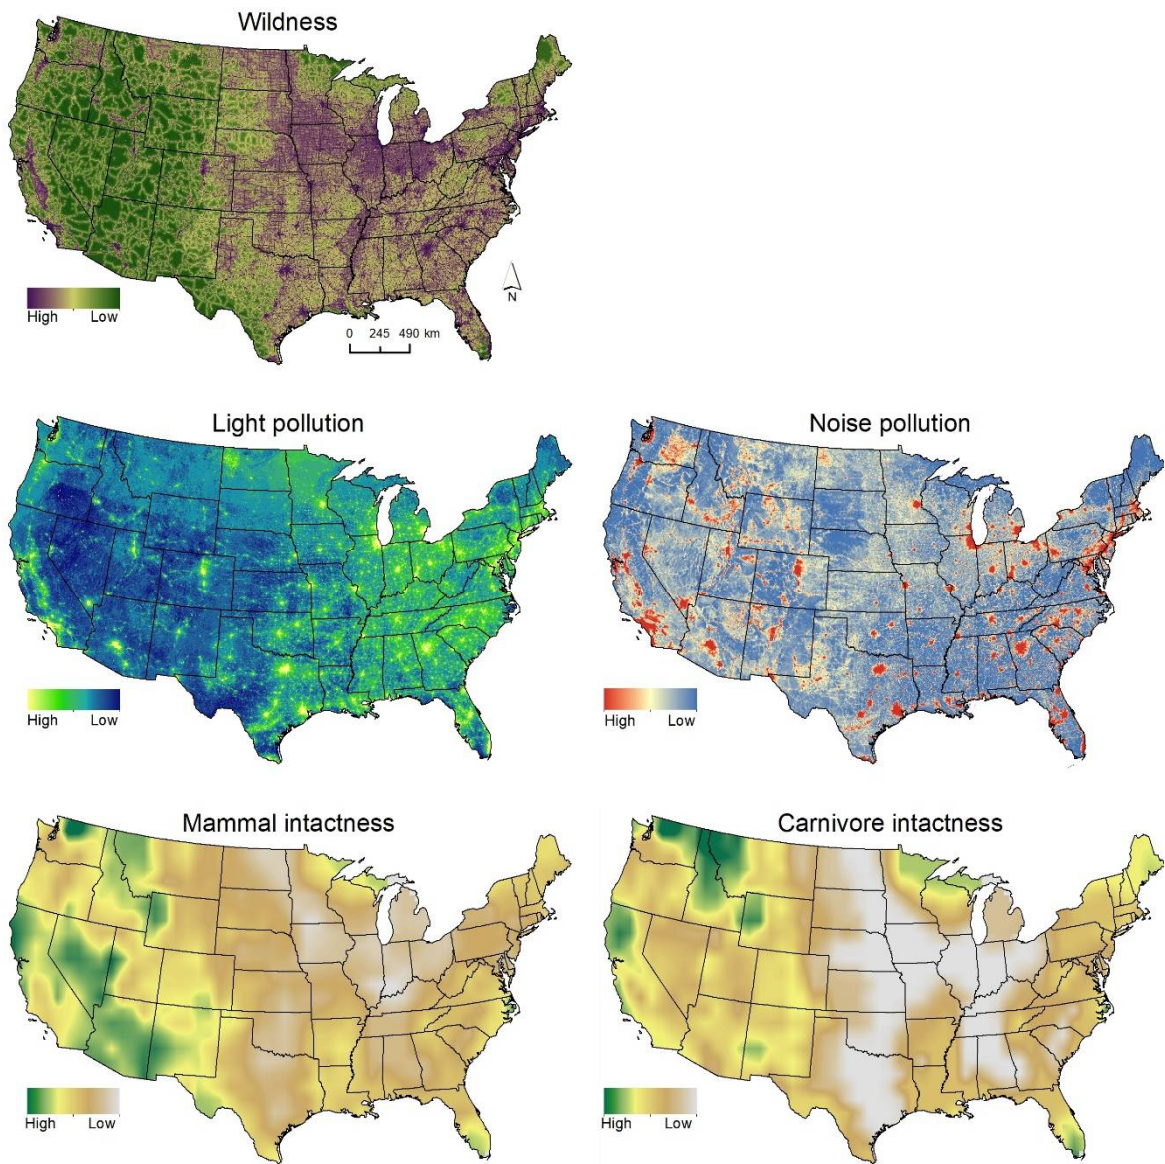 Wildness
High Low
N
0 245 490 km
Light pollution
Noise pollution
High Low
High Low
Mammal intactness
Carnivore intactness
High Low
High Low